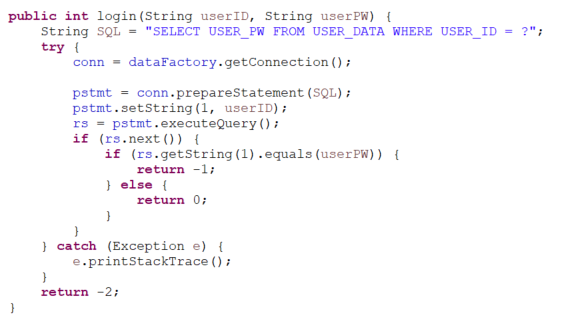 public int login(String userID, String userPW) {
    String SQL = "SELECT USER_PW FROM USER_DATA WHERE USER_ID = ?";
    try {
        conn = dataFactory.getConnection();

        pstmt = conn.prepareStatement(SQL);
        pstmt.setString(1, userID);
        rs = pstmt.executeQuery();
        if (rs.next()) {
            if (rs.getString(1).equals(userPW)) {
                return -1;
            } else {
                return 0;
            }
        }
    } catch (Exception e) {
        e.printStackTrace();
    }
    return -2;
}